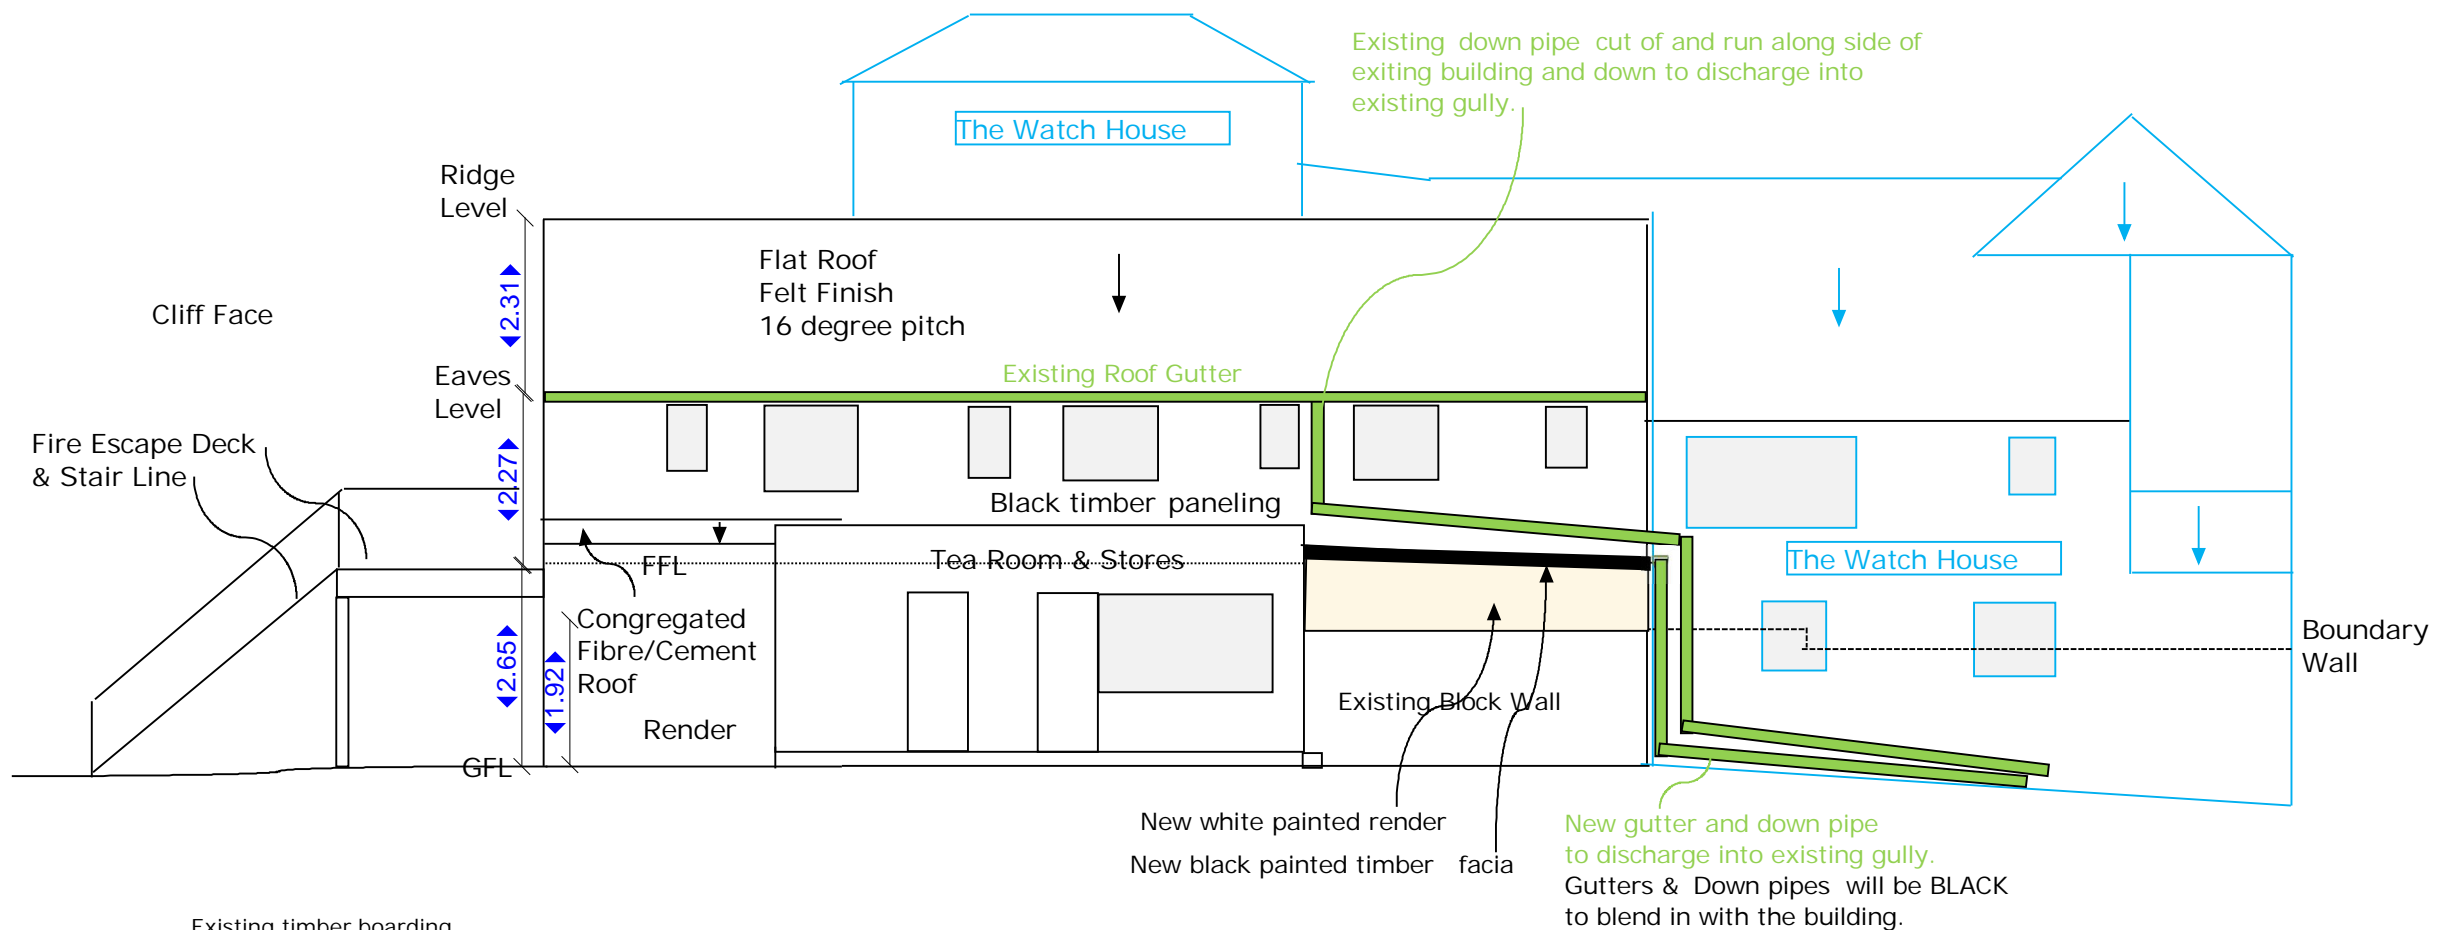 Existing down pipe cut of and run along side of
exiting building and down to discharge into
existing gully.
The Watch House
Ridge
Level
Flat Roof
Felt Finish
16 degree pitch
2.31
Cliff Face
Existing Roof Gutter
Eaves
Level
Fire Escape Deck
& Stair Line
2.27
Black timber paneling
FFL
Tea Room & Stores
The Watch House
Congregated
Fibre/Cement
Roof
2.65
1.92
Boundary
Wall
Existing Block Wall
Render
GFL
New white painted render
New black painted timber facia
New gutter and down pipe
to discharge into existing gully.
Gutters & Down pipes will be BLACK
to blend in with the building.
Existing timber boarding